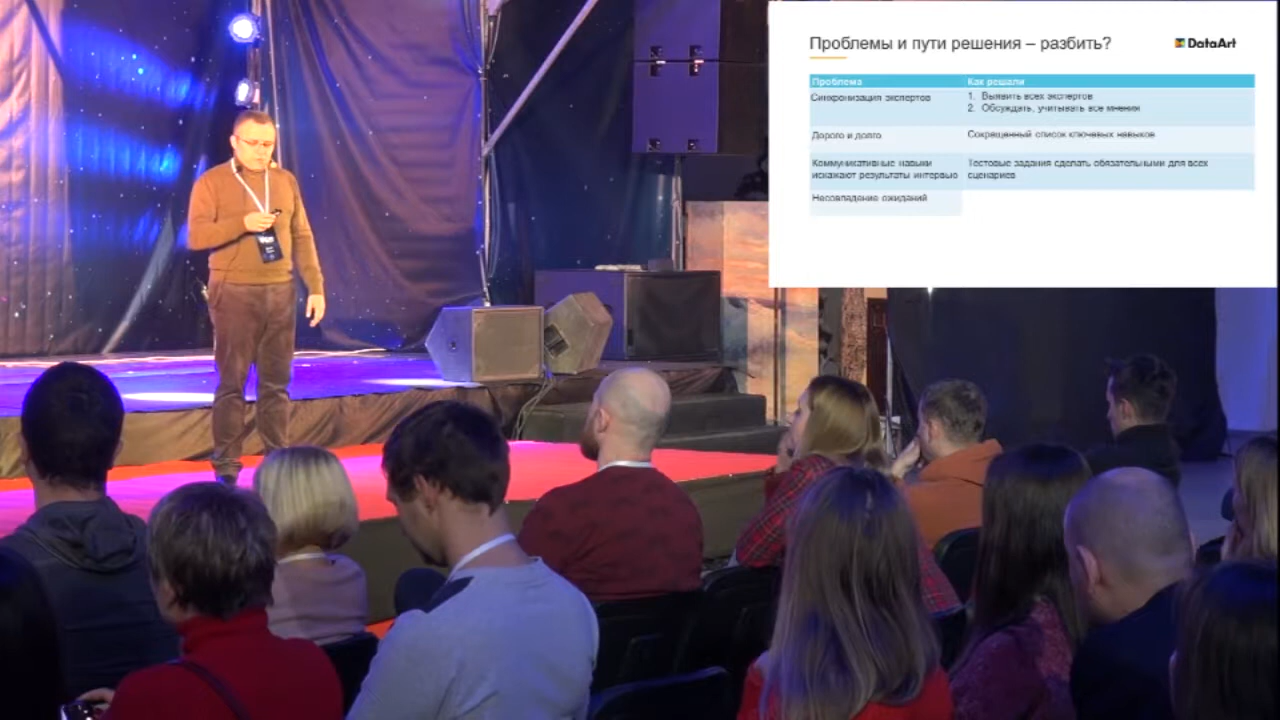 Проблемы и пути решения – разбить?
DataArt
Проблема
Как решали
Синхронизация экспертов
1. Выявить всех экспертов
2. Обсуждать, учитывать все мнения
Дорого и долго
Сокращенный список ключевых навыков
Коммуникативные навыки
искажают результаты интервью
Тестовые задания сделать обязательными для всех
сценариев
Несовпадение ожиданий